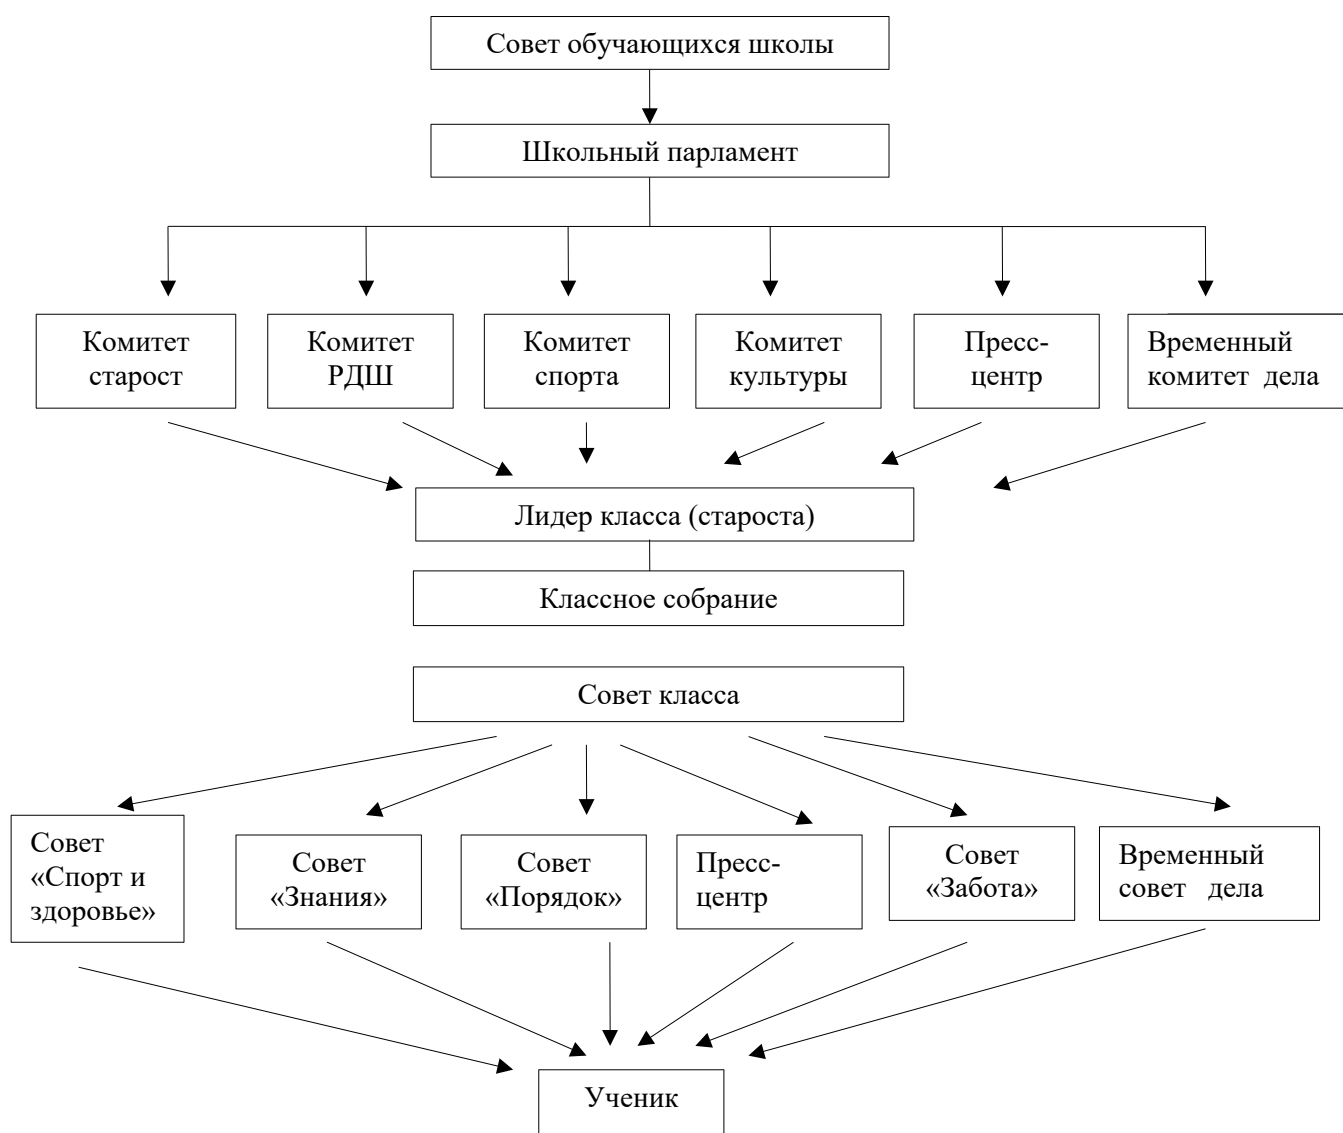 Совет обучающихся школы
Школьный парламент
Комитет
старост
Комитет
РДШ
Комитет
спорта
Комитет
культуры
Пресс-
центр
Временный
комитет дела
Лидер класса (староста)
Классное собрание
Совет класса
Совет
«Спорт и
здоровье»
Совет
«Знания»
Совет
«Порядок»
Пресс-
центр
Совет
«Забота»
Временный
совет дела
Ученик